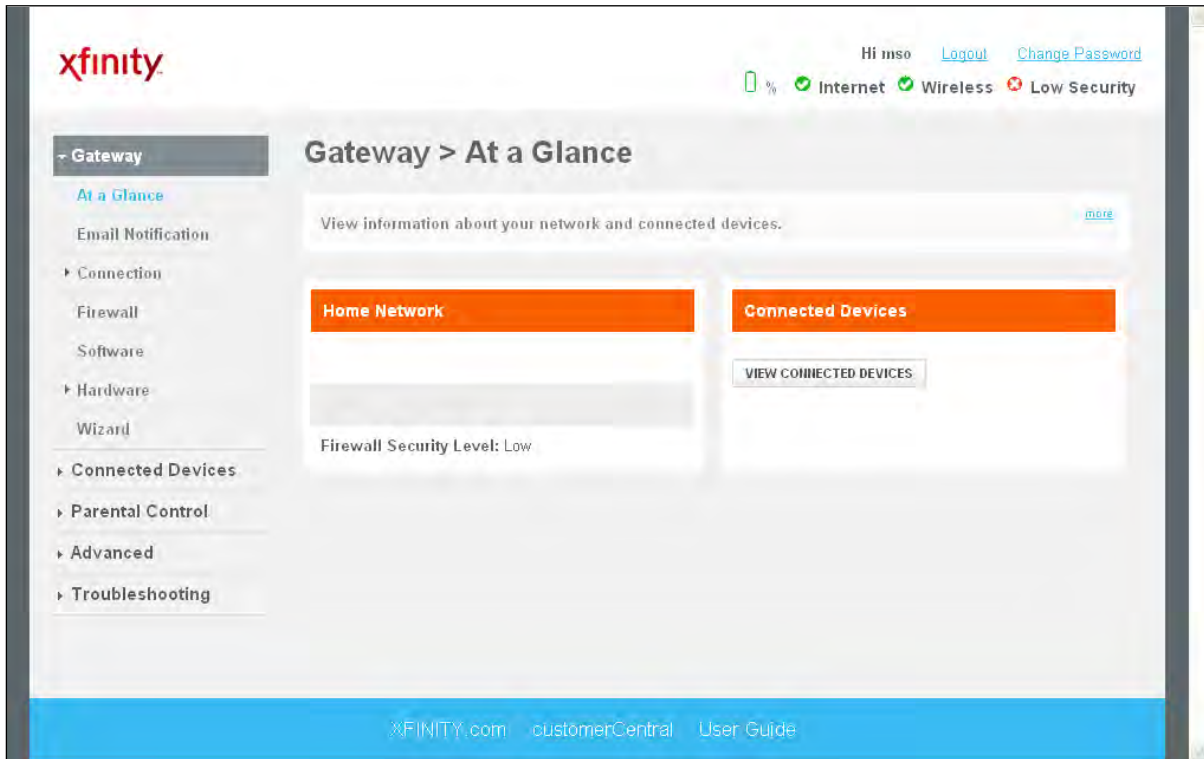 xfinity
Hi mso Logout Change Password
% Internet Wireless Low Security
Gateway
At a Glance
Email Notification
Connection
Firewall
Software
Hardware
Wizard
Connected Devices
Parental Control
Advanced
Troubleshooting
Gateway > At a Glance
View information about your network and connected devices. more
Home Network
Firewall Security Level: Low
Connected Devices
VIEW CONNECTED DEVICES
XFINITY.com customerCentral User Guide